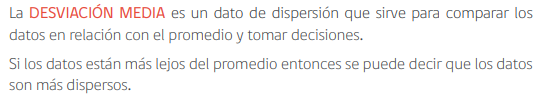 La DESVIACIÓN MEDIA es un dato de dispersión que sirve para comparar los
datos en relación con el promedio y tomar decisiones.
Si los datos están más lejos del promedio entonces se puede decir que los datos
son más dispersos.